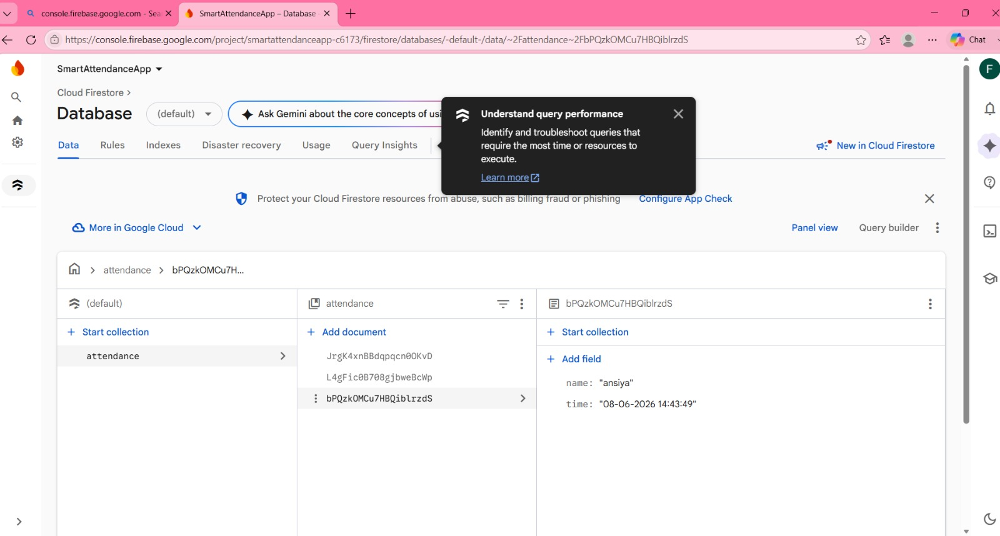 console.firebase.google.com - Sea
SmartAttendanceApp – Database -
https://console.firebase.google.com/project/smartattendanceapp-c6173/firestore/databases/-default-/data/~2Fattendance~2FbPQzkOMCu7HBQiblrzdS
Chat
SmartAttendanceApp
F
Cloud Firestore
Database
(default)
Ask Gemini about the core concepts of usi
Understand query performance
Identify and troubleshoot queries that
require the most time or resources to
execute.
Learn more
Data Rules Indexes Disaster recovery Usage Query Insights
New in Cloud Firestore
Protect your Cloud Firestore resources from abuse, such as billing fraud or phishing Configure App Check
More in Google Cloud
Panel view Query builder
attendance bPQzkOMCu7H...
(default)
attendance
bPQzkOMCu7HBQiblrzdS
+ Start collection
+ Add document
+ Start collection
attendance
JrgK4xnBBdqpqcn0OKvD
L4gFic0B708gjbweBcWp
bPQzkOMCu7HBQiblrzdS
+ Add field
name: "ansiya"
time: "08-06-2026 14:43:49"